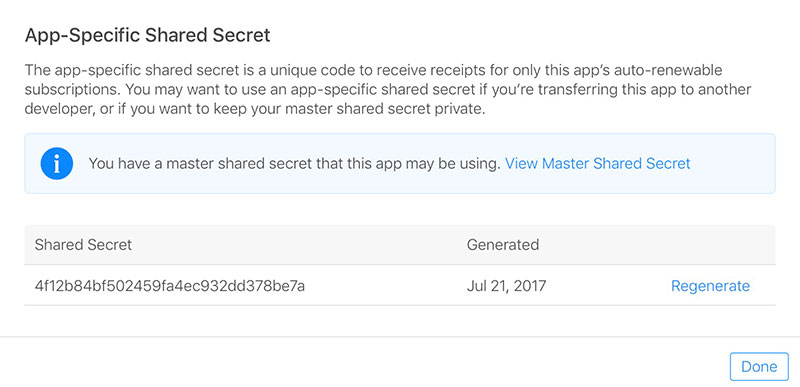 App-Specific Shared Secret
The app-specific shared secret is a unique code to receive receipts for only this app’s auto-renewable
subscriptions. You may want to use an app-specific shared secret if you’re transferring this app to another
developer, or if you want to keep your master shared secret private.
You have a master shared secret that this app may be using. View Master Shared Secret
Shared Secret Generated
4f12b84bf502459fa4ec932dd378be7a Jul 21, 2017 Regenerate
Done